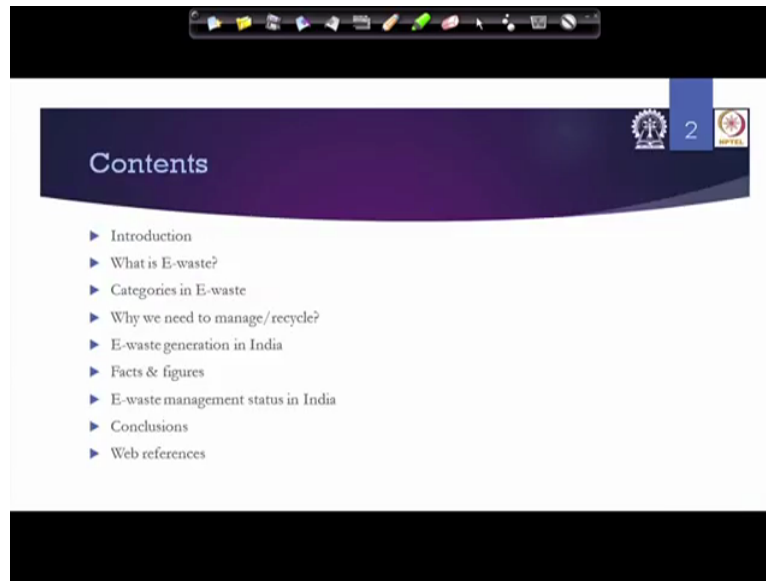 2
NPTEL
Contents
Introduction
What is E-waste?
Categories in E-waste
Why we need to manage/recycle?
E-waste generation in India
Facts & figures
E-waste management status in India
Conclusions
Web references